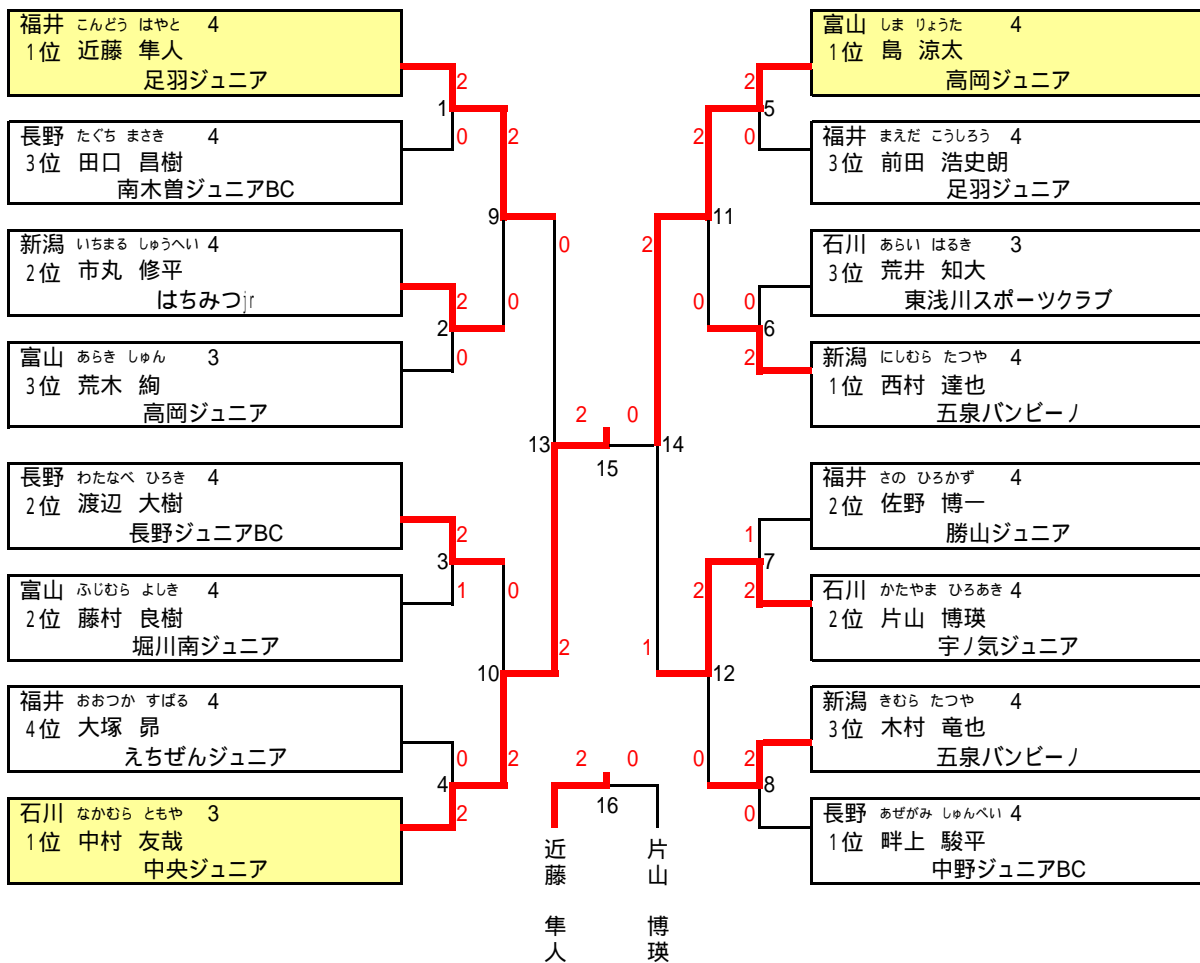 福井 こんどう はやと 4
1位 近藤 隼人
足羽ジュニア
長野 たぐち まさき 4
3位 田口 昌樹
南木曽ジュニアBC
新潟 いちまる しゅうへい 4
2位 市丸 修平
はちみつjr
富山 あらき しゅん 3
3位 荒木 絢
高岡ジュニア
長野 わたなべ ひろき 4
2位 渡辺 大樹
長野ジュニアBC
富山 ふじむら よしき 4
2位 藤村 良樹
堀川南ジュニア
福井 おおつか すばる 4
4位 大塚 昴
えちぜんジュニア
石川 なかむら ともや 3
1位 中村 友哉
中央ジュニア
2
1
0
2
9
0
2
2
0
0
2
3
1
0
10
2
0
4
2
2
13
0
2
2 0
15
14
2
1
2 0
16
近藤 隼人
片山 博瑛
2
5
0
2
11
0
0
6
2
1
7
2
2
12
0
2
8
0
富山 しま りょうた 4
1位 島 涼太
高岡ジュニア
福井 まえだ こうしろう 4
3位 前田 浩史朗
足羽ジュニア
石川 あらい はるき 3
3位 荒井 知大
東浅川スポーツクラブ
新潟 にしむら たつや 4
1位 西村 達也
五泉バンビーノ
福井 さの ひろかず 4
2位 佐野 博一
勝山ジュニア
石川 かたやま ひろあき 4
2位 片山 博瑛
宇ノ気ジュニア
新潟 きむら たつや 4
3位 木村 竜也
五泉バンビーノ
長野 あぜがみ しゅんぺい 4
1位 畔上 駿平
中野ジュニアBC